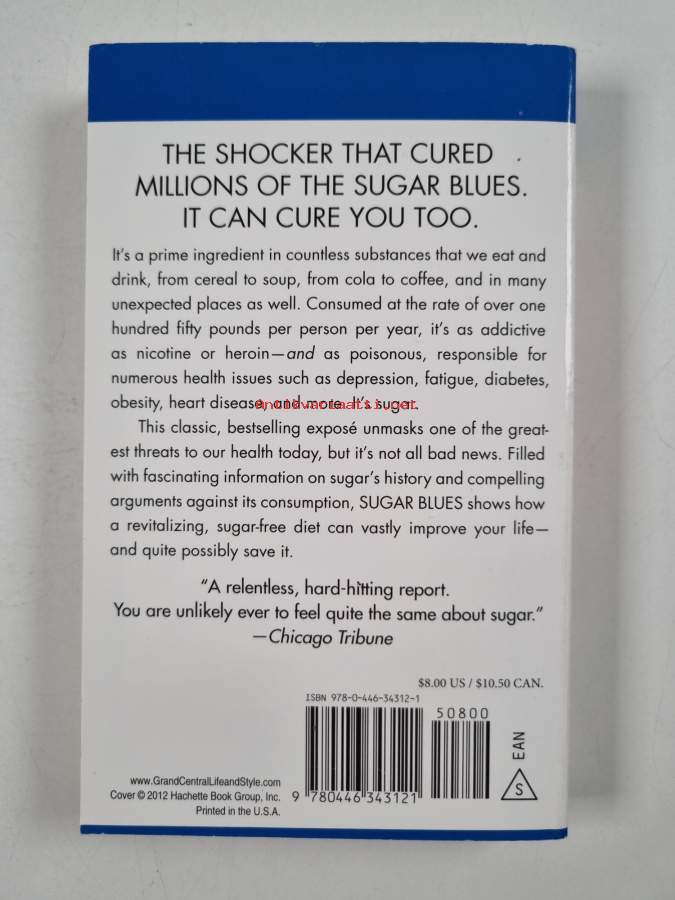 THE SHOCKER THAT CURED
MILLIONS OF THE SUGAR BLUES.
IT CAN CURE YOU TOO.
It's a prime ingredient in countless substances that we eat and
drink, from cereal to soup, from cola to coffee, and in many
unexpected places as well. Consumed at the rate of over one
hundred fifty pounds per person per year, it's as addictive
as nicotine or heroin—and as poisonous, responsible for
numerous health issues such as depression, fatigue, diabetes,
obesity, heart disease, and more. It's sugar.
antikvariaatti.net
This classic, bestselling exposé unmasks one of the great-
est threats to our health today, but it's not all bad news. Filled
with fascinating information on sugar's history and compelling
arguments against its consumption, SUGAR BLUES shows how
a revitalizing, sugar-free diet can vastly improve your life—
and quite possibly save it.
"A relentless, hard-hitting report.
You are unlikely ever to feel quite the same about sugar."
—Chicago Tribune
$8.00 US / $10.50 CAN.
ISBN 978-0-446-34312-1
50800
EAN
S
www.GrandCentralLifeandStyle.com
Cover © 2012 Hachette Book Group, Inc.
Printed in the U.S.A.
9 780446 343121